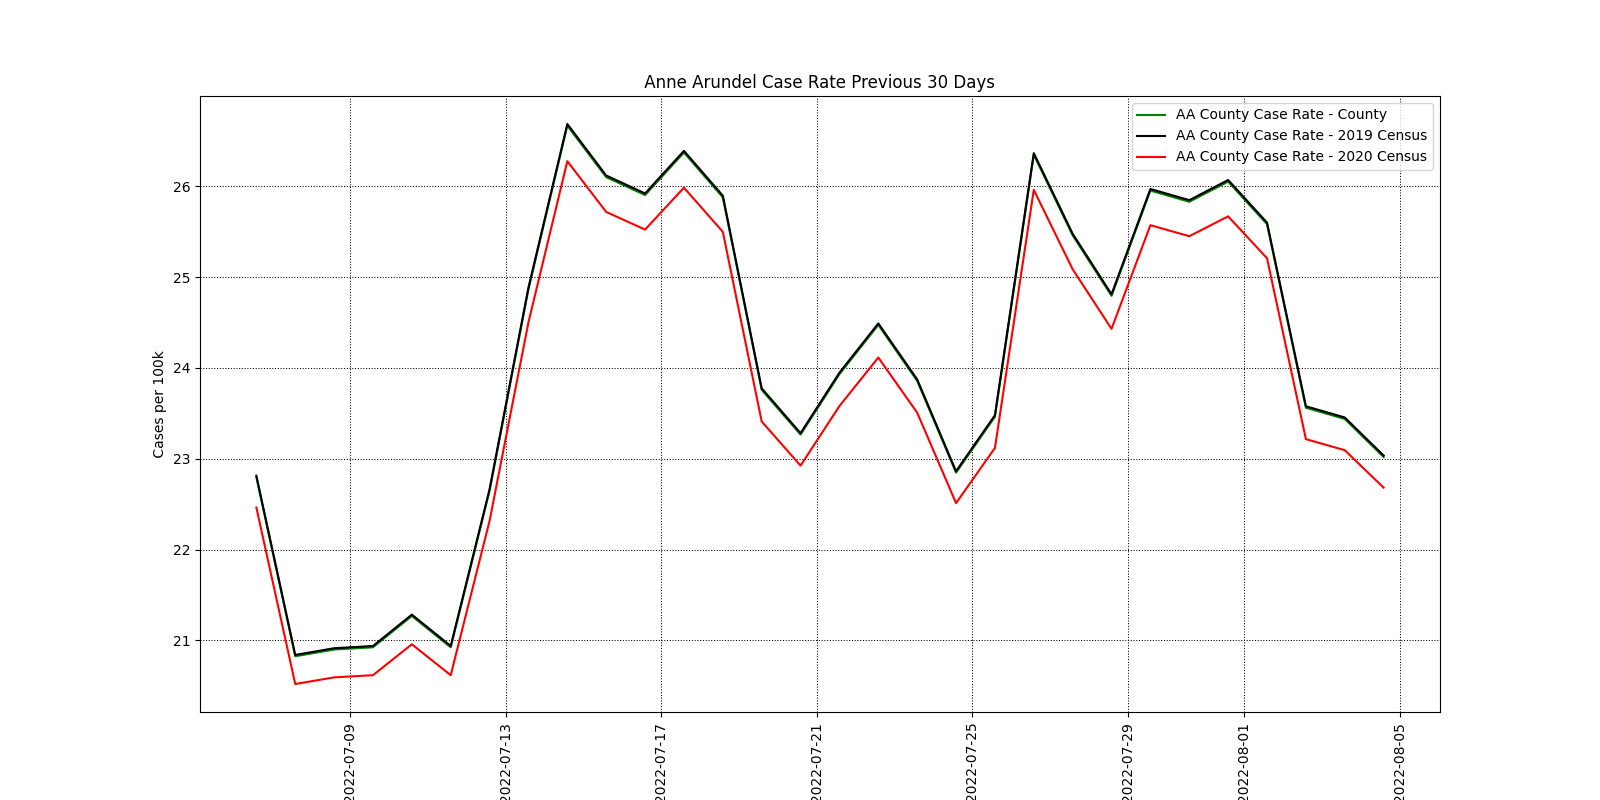 Anne Arundel Case Rate Previous 30 Days
AA County Case Rate - County
AA County Case Rate - 2019 Census
AA County Case Rate - 2020 Census
Cases per 100k
26
25
24
23
22
21
2022-07-09
2022-07-13
2022-07-17
2022-07-21
2022-07-25
2022-07-29
2022-08-01
2022-08-05